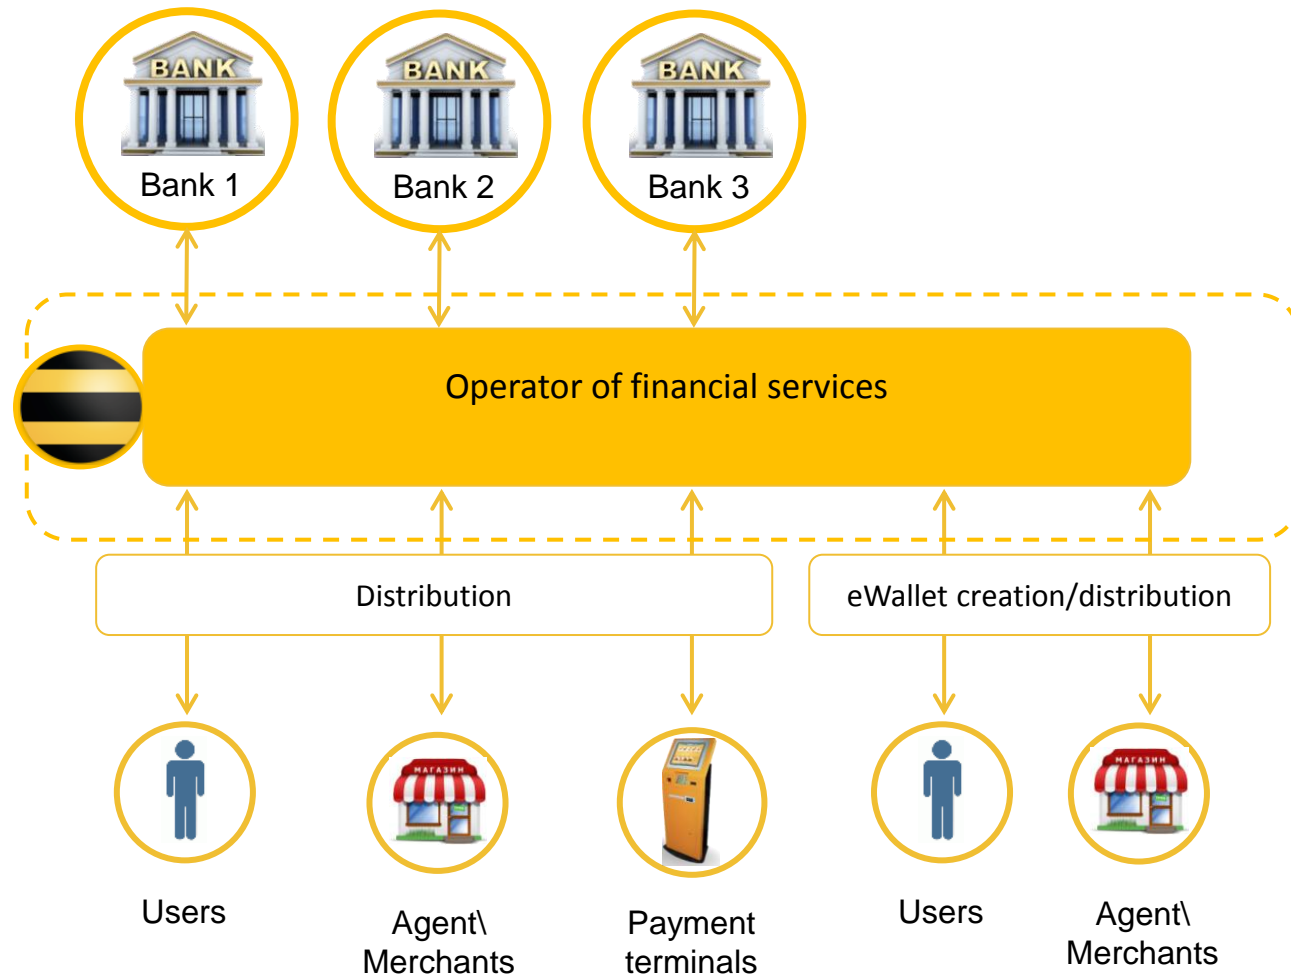 BANK
BANK
BANK
Bank 1
Bank 2
Bank 3
Operator of financial services
Distribution
eWallet creation/distribution
МАГАЗИН
МАГАЗИН
Users
Agent\
Merchants
Payment
terminals
Users
Agent\
Merchants